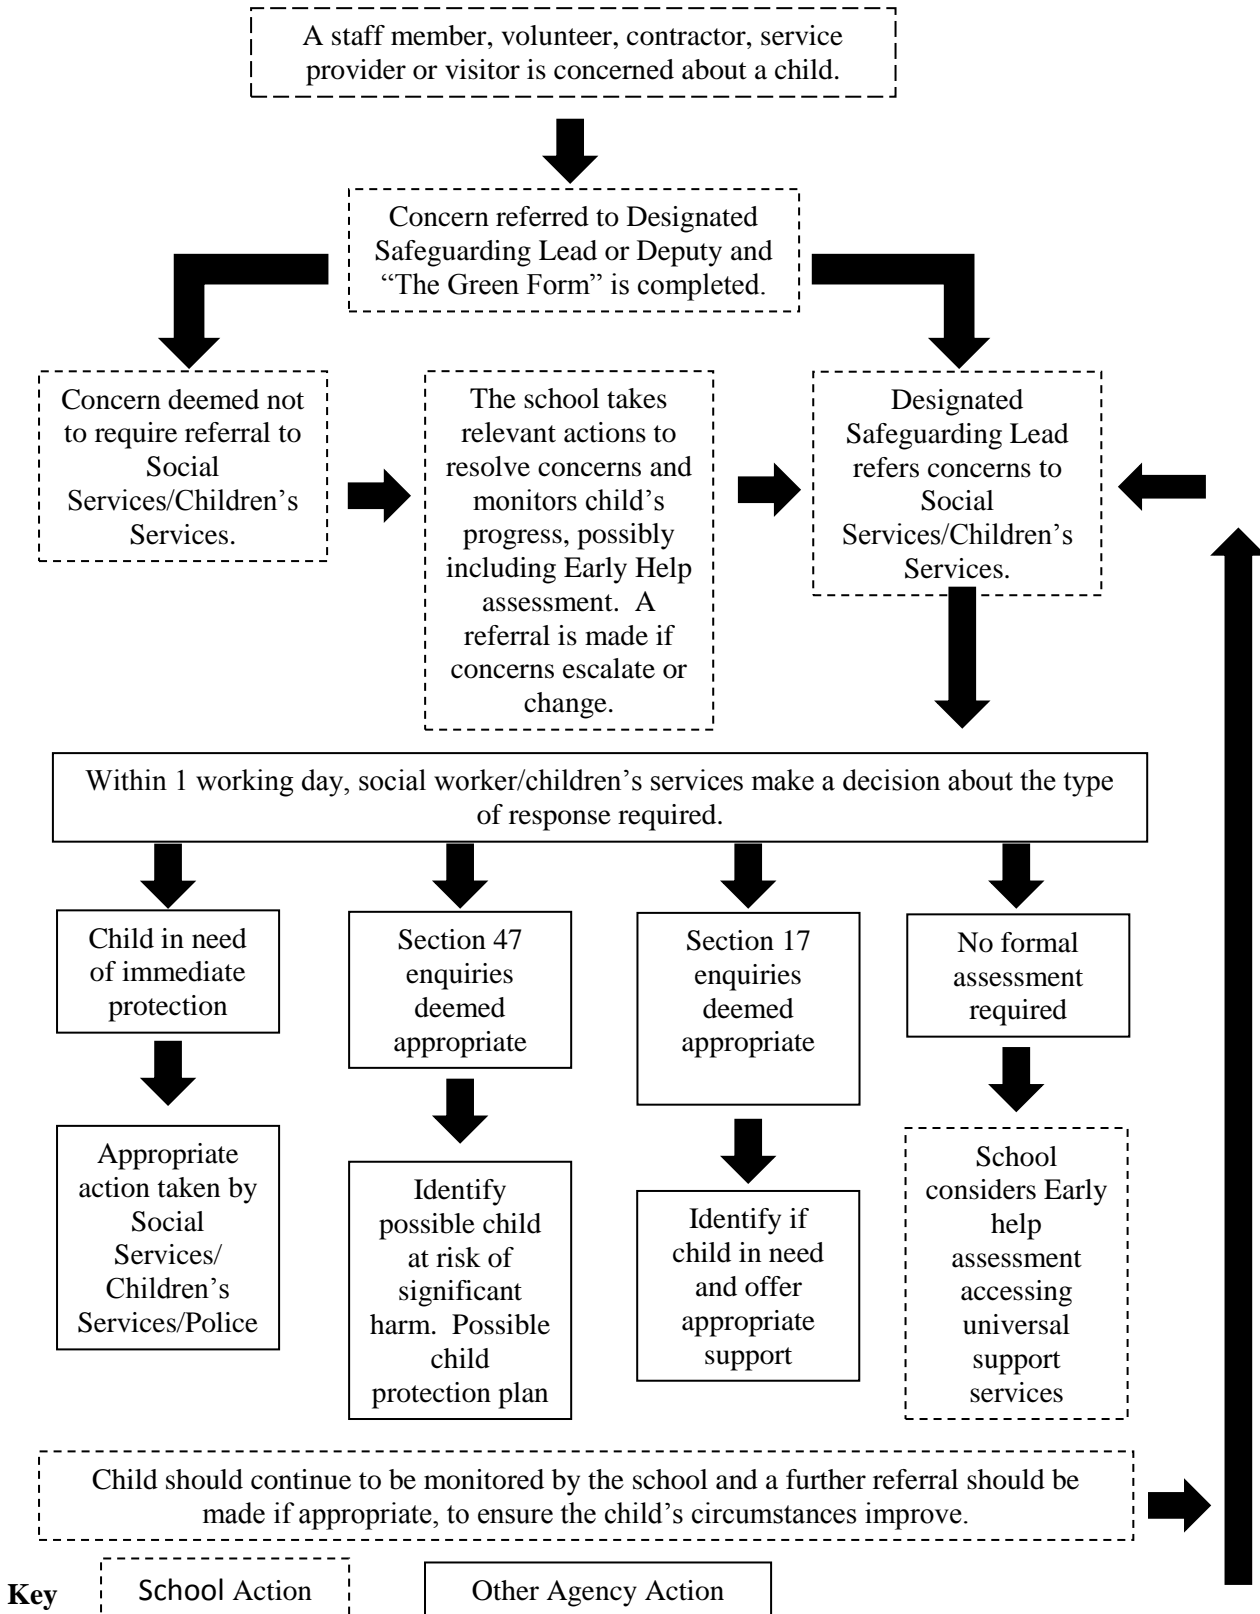 A staff member, volunteer, contractor, service
provider or visitor is concerned about a child.
Concern referred to Designated
Safeguarding Lead or Deputy and
“The Green Form” is completed.
Concern deemed not
to require referral to
Social
Services/Children’s
Services.
The school takes
relevant actions to
resolve concerns and
monitors child’s
progress, possibly
including Early Help
assessment.  A
referral is made if
concerns escalate or
change.
Designated
Safeguarding Lead
refers concerns to
Social
Services/Children’s
Services.
Within 1 working day, social worker/children’s services make a decision about the type
of response required.
Child in need
of immediate
protection
Section 47
enquiries
deemed
appropriate
Section 17
enquiries
deemed
appropriate
No formal
assessment
required
Appropriate
action taken by
Social
Services/
Children’s
Services/Police
Identify
possible child
at risk of
significant
harm.  Possible
child
protection plan
Identify if
child in need
and offer
appropriate
support
School
considers Early
help
assessment
accessing
universal
support
services
Child should continue to be monitored by the school and a further referral should be
made if appropriate, to ensure the child’s circumstances improve.
Key
School Action
Other Agency Action